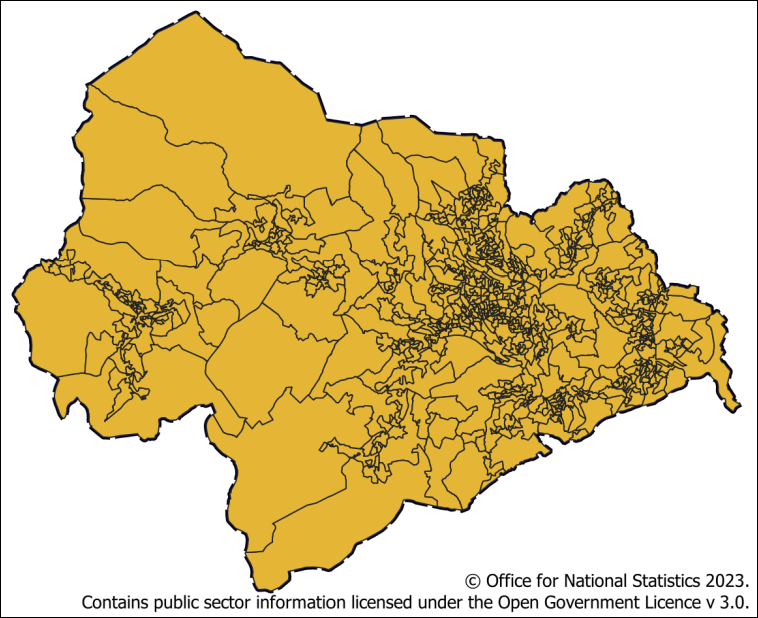 © Office for National Statistics 2023.
Contains public sector information licensed under the Open Government Licence v 3.0.